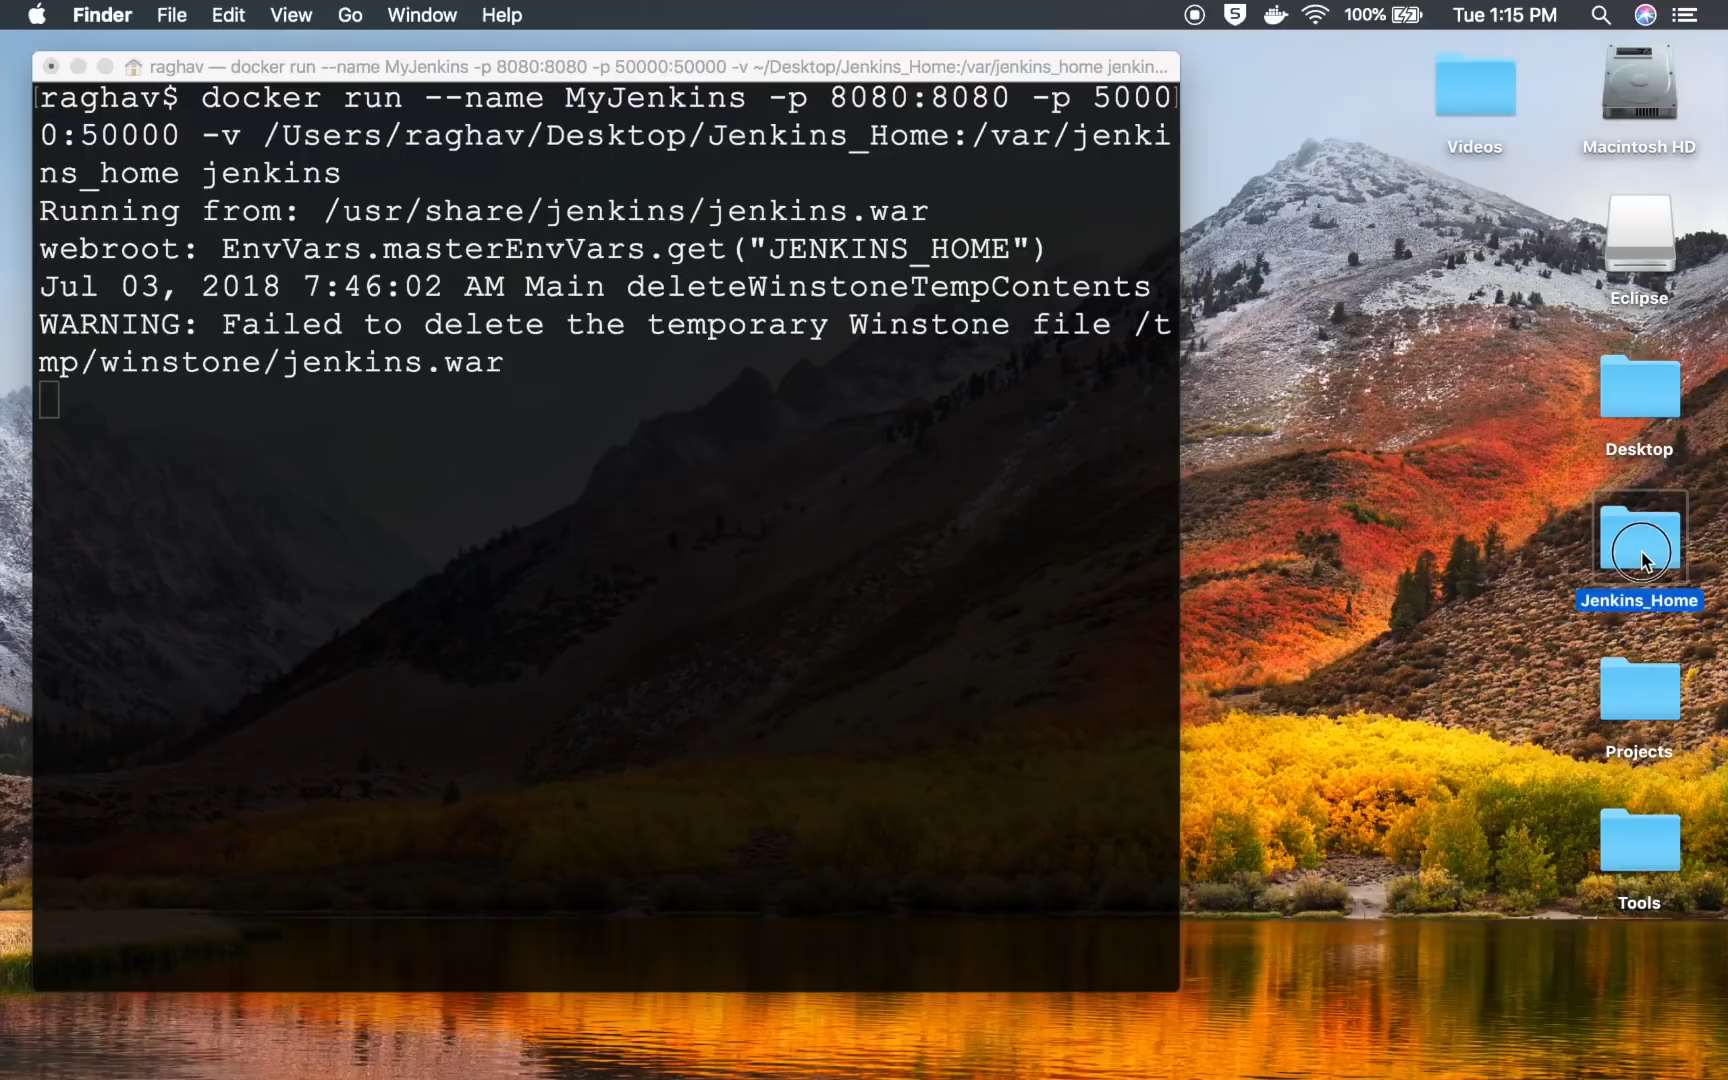 Finder File Edit View Go Window Help 100% Tue 1:15 PM
raghav — docker run --name MyJenkins -p 8080:8080 -p 50000:50000 -v ~/Desktop/Jenkins_Home:/var/jenkins_home jenkin...
raghav$ docker run --name MyJenkins -p 8080:8080 -p 5000
0:50000 -v /Users/raghav/Desktop/Jenkins_Home:/var/jenki
ns_home jenkins
Running from: /usr/share/jenkins/jenkins.war
webroot: EnvVars.masterEnvVars.get("JENKINS_HOME")
Jul 03, 2018 7:46:02 AM Main deleteWinstoneTempContents
WARNING: Failed to delete the temporary Winstone file /t
mp/winstone/jenkins.war
Videos
Macintosh HD
Eclipse
Desktop
Jenkins_Home
Projects
Tools